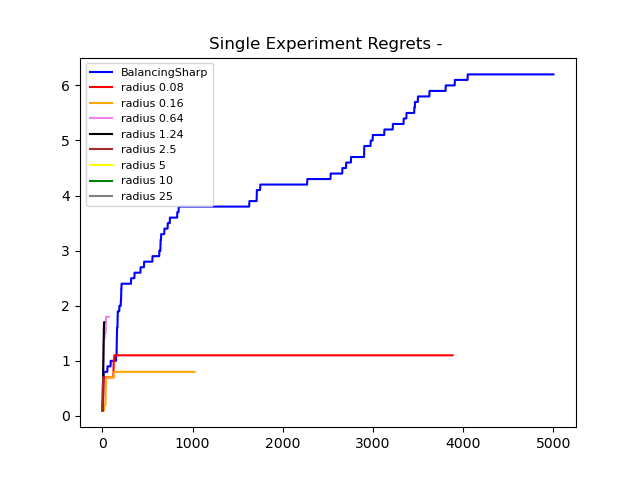 Single Experiment Regrets -
BalancingSharp
radius 0.08
radius 0.16
radius 0.64
radius 1.24
radius 2.5
radius 5
radius 10
radius 25
6
5
4
3
2
1
0
0 1000 2000 3000 4000 5000